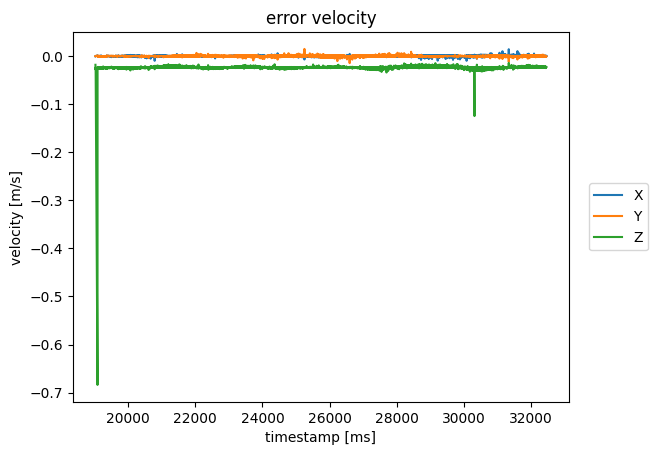 error velocity
0.0
−0.1
−0.2
−0.3
−0.4
−0.5
−0.6
−0.7
velocity [m/s]
20000 22000 24000 26000 28000 30000 32000
timestamp [ms]
X
Y
Z